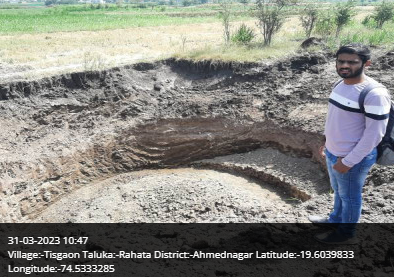 31-03-2023 10:47
Village:-Tisgaon Taluka:-Rahata District:-Ahmednagar Latitude:-19.6039833
Longitude:-74.5333285